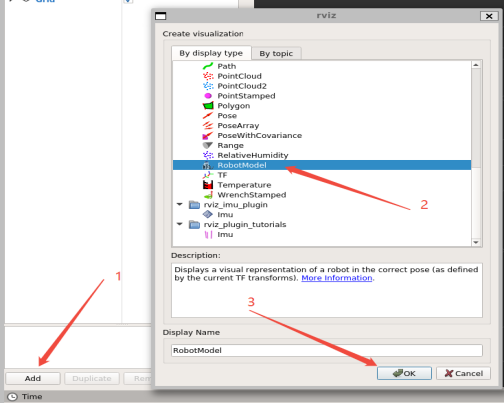 rviz
Create visualization
By display type
By topic
Path
PointCloud
PointCloud2
PointStamped
Polygon
Pose
PoseArray
PoseWithCovariance
Range
RelativeHumidity
RobotModel
TF
Temperature
WrenchStamped
rviz_imu_plugin
Imu
rviz_plugin_tutorials
Imu
2
Description:
Displays a visual representation of a robot in the correct pose (as defined
by the current TF transforms). More Information.
1
3
Display Name
RobotModel
OK
Cancel
Add
Duplicate
Time